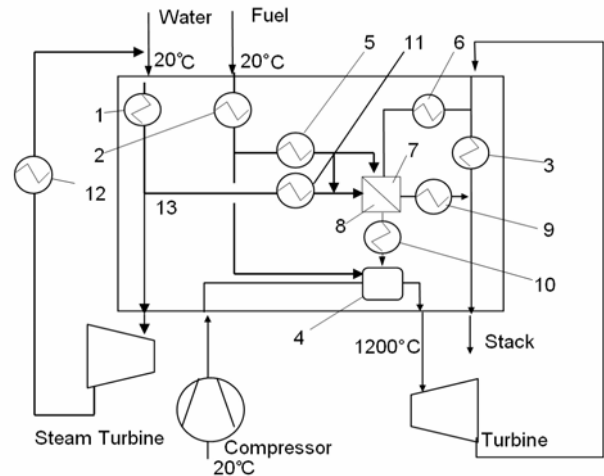 Water
Fuel
5
11
6
20°C
20°C
1
2
7
3
12
13
8
9
10
4
1200°C
Stack
Steam Turbine
Compressor
20°C
Turbine